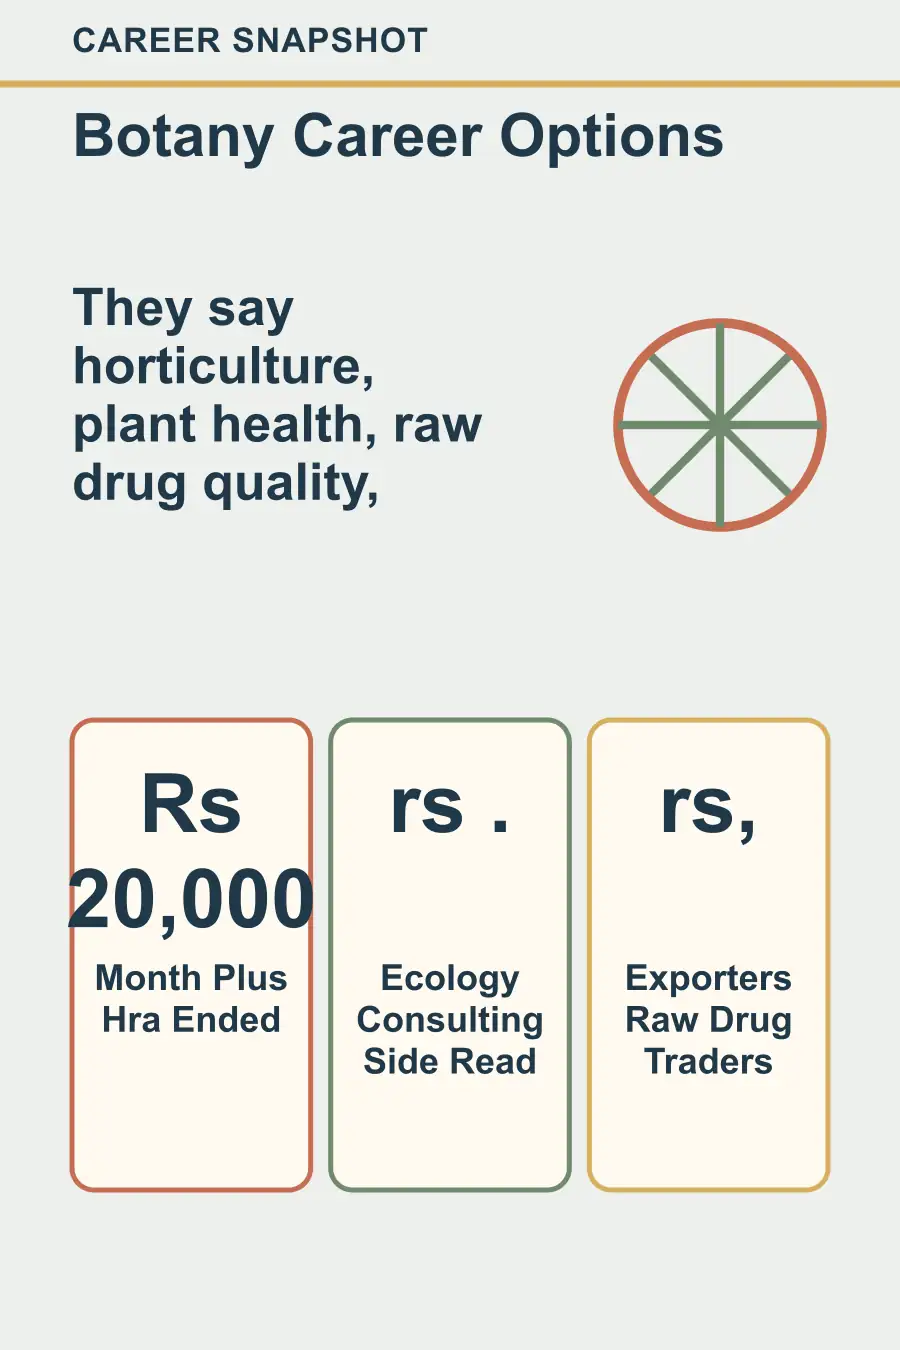 CAREER SNAPSHOT
Botany Career Options
They say
horticulture,
plant health, raw
drug quality,
Rs
20,000
Month Plus
Hra Ended
rs .
Ecology
Consulting
Side Read
rs,
Exporters
Raw Drug
Traders